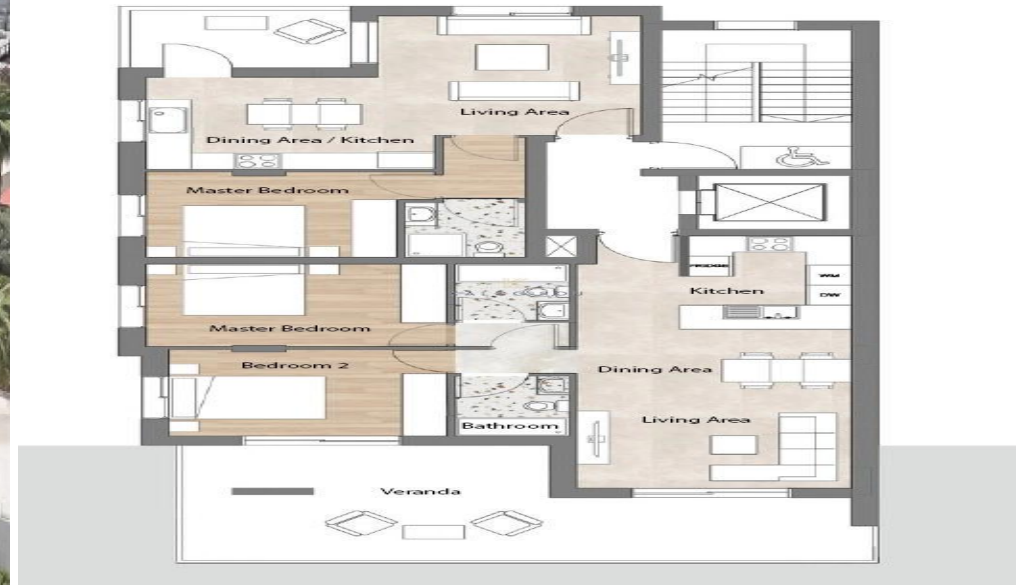 Living Area
Dining Area / Kitchen
Master Bedroom
FRIDGE
WM
Kitchen
DW
Master Bedroom
Bedroom 2
Dining Area
Living Area
Bathroom
Veranda